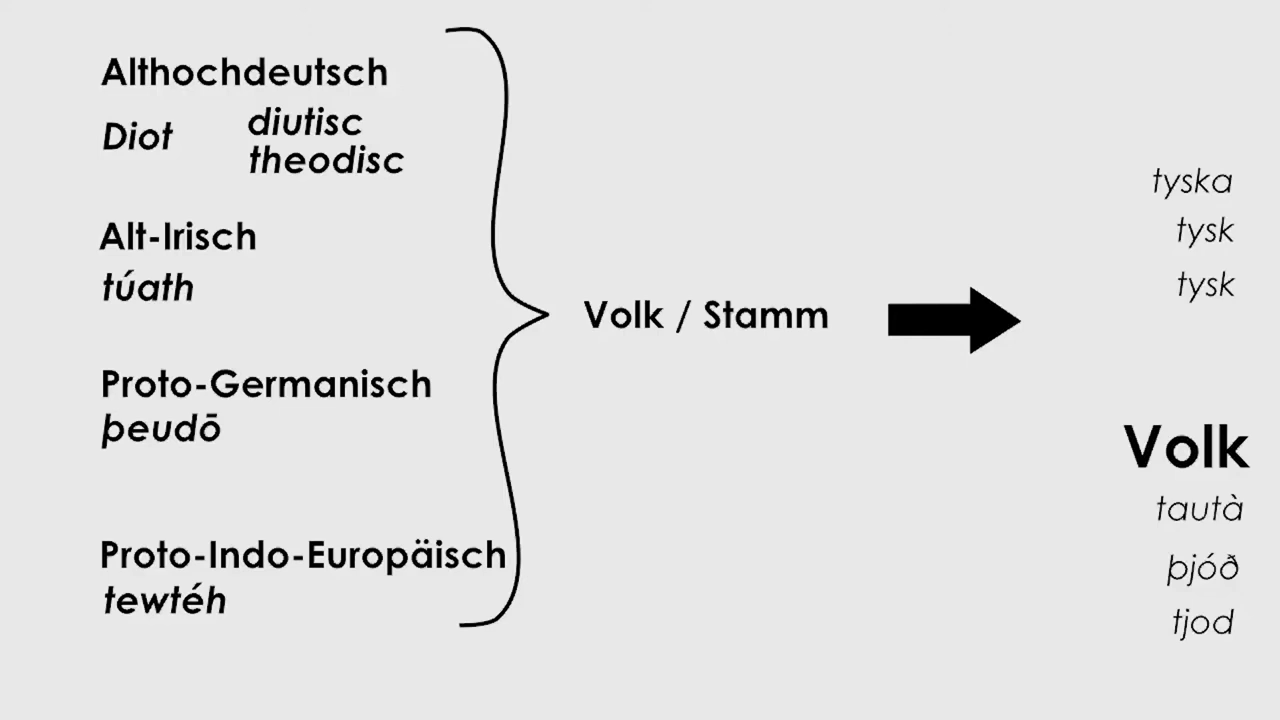 Althochdeutsch
Diot
diutisc
theodisc
Alt-Irisch
túath
Proto-Germanisch
þeudō
Proto-Indo-Europäisch
tewtéh
Volk / Stamm
tyska
tysk
tysk
Volk
tautà
þjóð
tjod